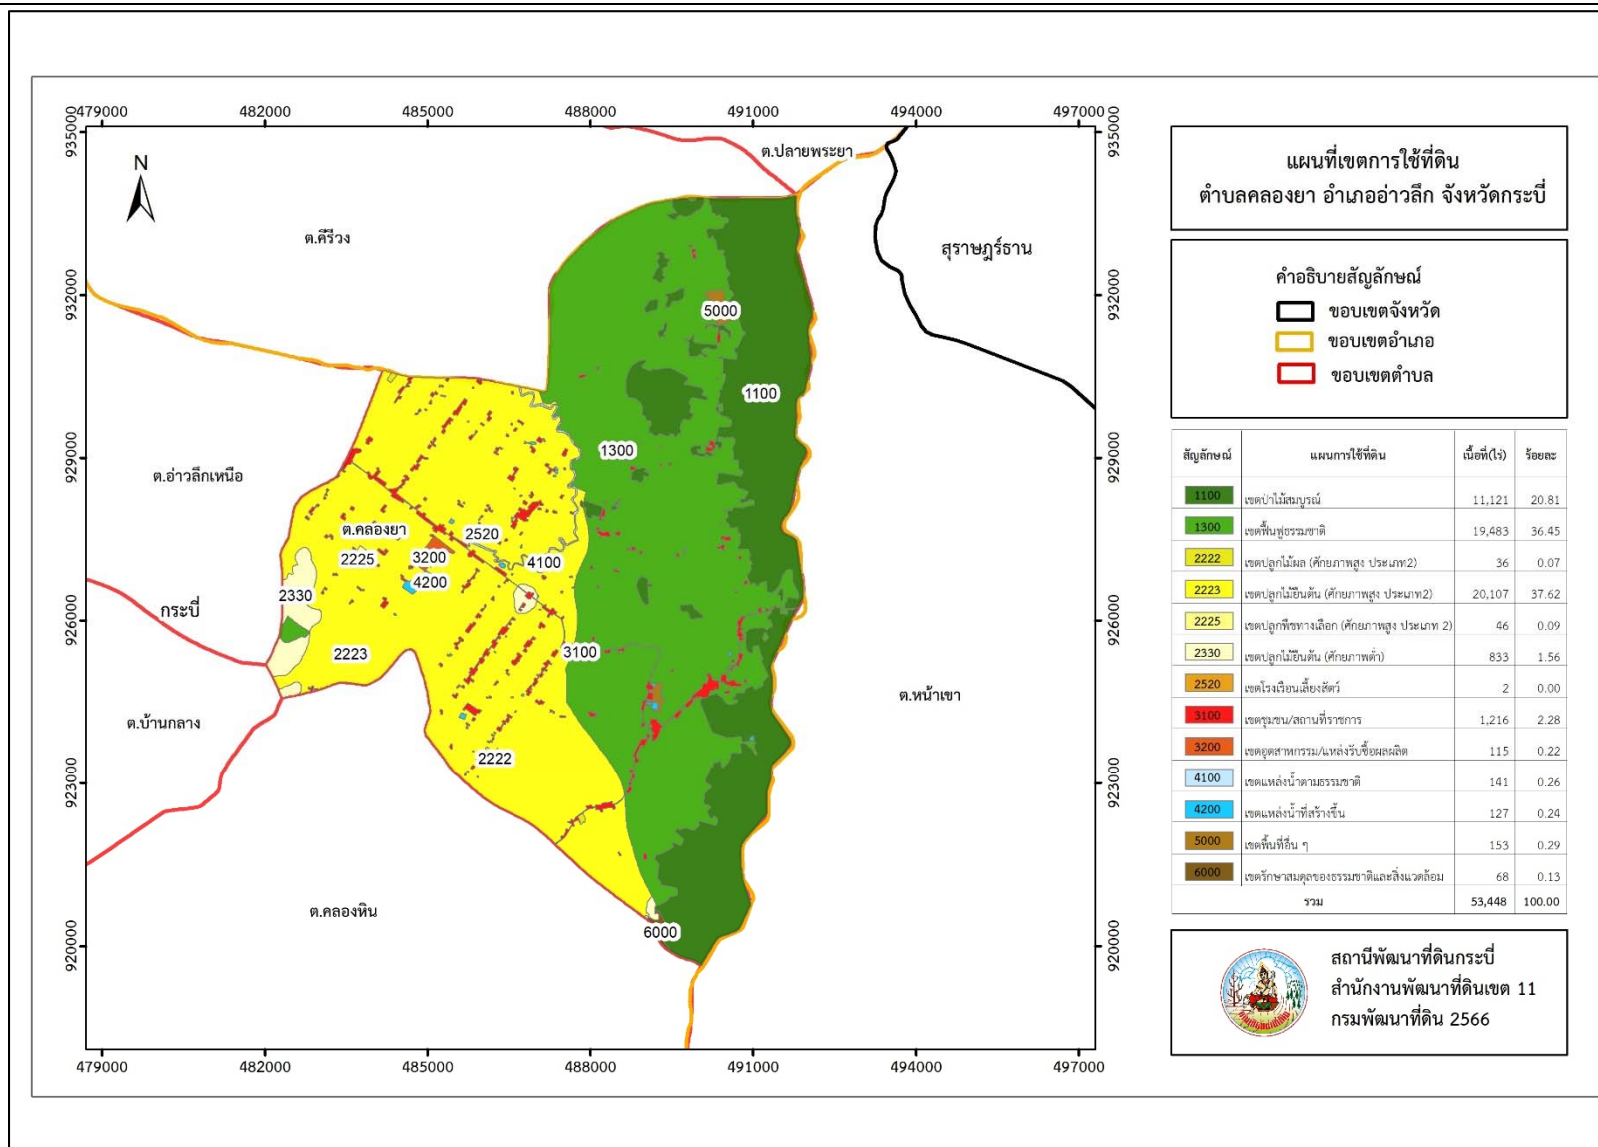 479000 482000 485000 488000 491000 494000 497000
935000 935000
N
ต.ปลายพระยา
ต.คีรีวง
สุราษฎร์ธาน
932000 932000
5000
1100
1300
929000 929000
ต.อ่าวลึกเหนือ
ต.คลองยา
2520
2225
3200
4100
4200
2330
กระบี่
926000 926000
2223
3100
ต.หน้าเขา
ต.บ้านกลาง
2222
923000 923000
ต.คลองหิน
6000
920000 920000
479000 482000 485000 488000 491000 494000 497000
แผนที่เขตการใช้ที่ดิน
ตำบลคลองยา อำเภออ่าวลึก จังหวัดกระบี่
คำอธิบายสัญลักษณ์
ขอบเขตจังหวัด
ขอบเขตอำเภอ
ขอบเขตตำบล
สัญลักษณ์ แผนการใช้ที่ดิน เนื้อที่(ไร่) ร้อยละ
1100 เขตป่าไม้สมบูรณ์ 11,121 20.81
1300 เขตฟื้นฟูธรรมชาติ 19,483 36.45
2222 เขตปลูกไม้ผล (ศักยภาพสูง ประเภท2) 36 0.07
2223 เขตปลูกไม้ยืนต้น (ศักยภาพสูง ประเภท2) 20,107 37.62
2225 เขตปลูกพืชทางเลือก (ศักยภาพสูง ประเภท 2) 46 0.09
2330 เขตปลูกไม้ยืนต้น (ศักยภาพต่ำ) 833 1.56
2520 เขตโรงเรือนเลี้ยงสัตว์ 2 0.00
3100 เขตชุมชน/สถานที่ราชการ 1,216 2.28
3200 เขตอุตสาหกรรม/แหล่งรับซื้อผลผลิต 115 0.22
4100 เขตแหล่งน้ำตามธรรมชาติ 141 0.26
4200 เขตแหล่งน้ำที่สร้างขึ้น 127 0.24
5000 เขตพื้นที่อื่น ๆ 153 0.29
6000 เขตรักษาสมดุลของธรรมชาติและสิ่งแวดล้อม 68 0.13
รวม 53,448 100.00
สถานีพัฒนาที่ดินกระบี่
สำนักงานพัฒนาที่ดินเขต 11
กรมพัฒนาที่ดิน 2566